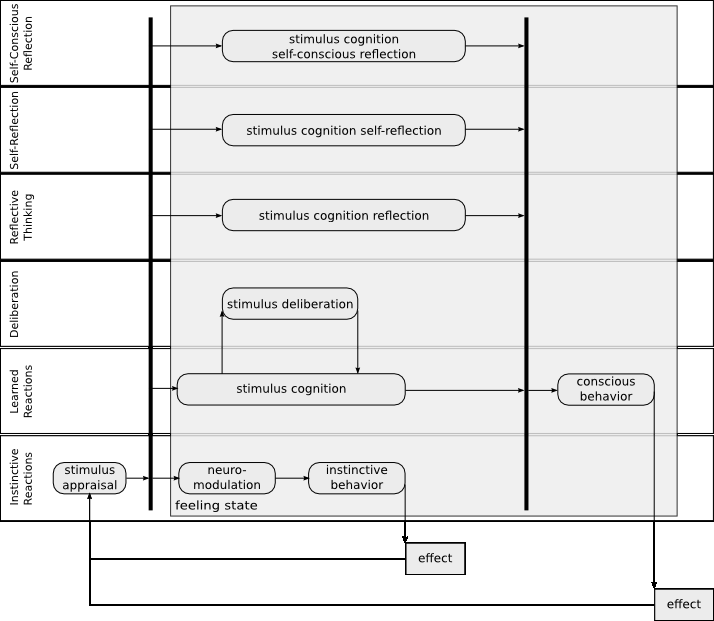 Self-Conscious
Reflection
stimulus cognition
self-conscious reflection
Self-Reflection
stimulus cognition self-reflection
Reflective
Thinking
stimulus cognition reflection
Deliberation
stimulus deliberation
Learned
Reactions
stimulus cognition
conscious
behavior
Instinctive
Reactions
stimulus
appraisal
neuro-
modulation
instinctive
behavior
feeling state
effect
effect